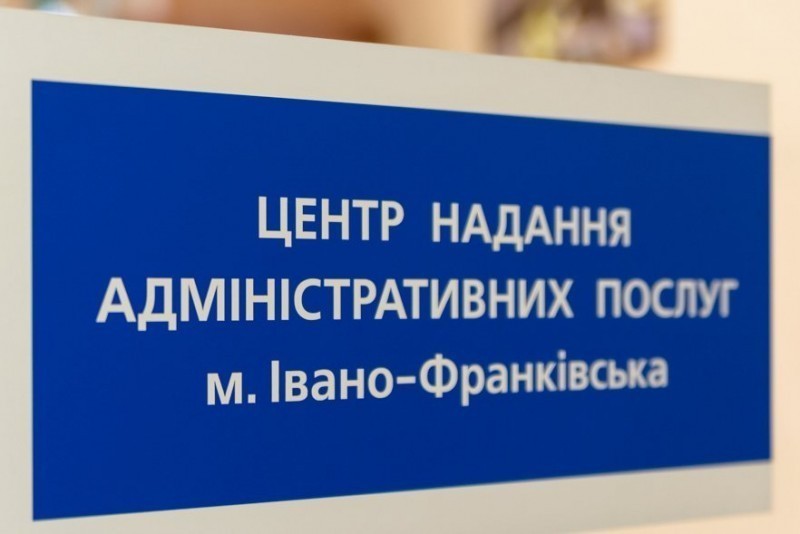 ЦЕНТР НАДАННЯ
АДМІНІСТРАТИВНИХ ПОСЛУГ
м. Івано-Франківська